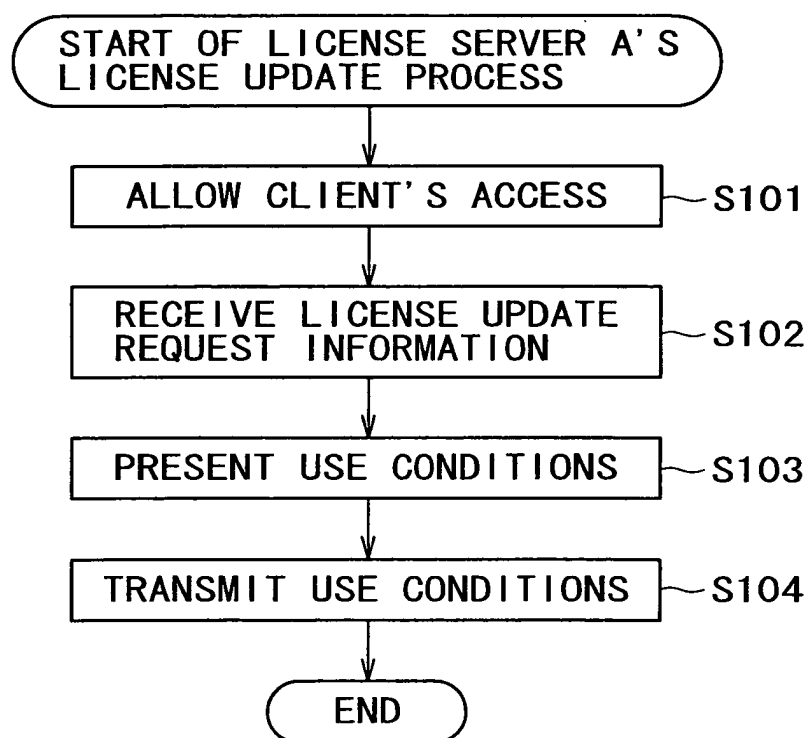 START OF LICENSE SERVER A'S
LICENSE UPDATE PROCESS
ALLOW CLIENT'S ACCESS
S101
RECEIVE LICENSE UPDATE
REQUEST INFORMATION
S102
PRESENT USE CONDITIONS
S103
TRANSMIT USE CONDITIONS
S104
END